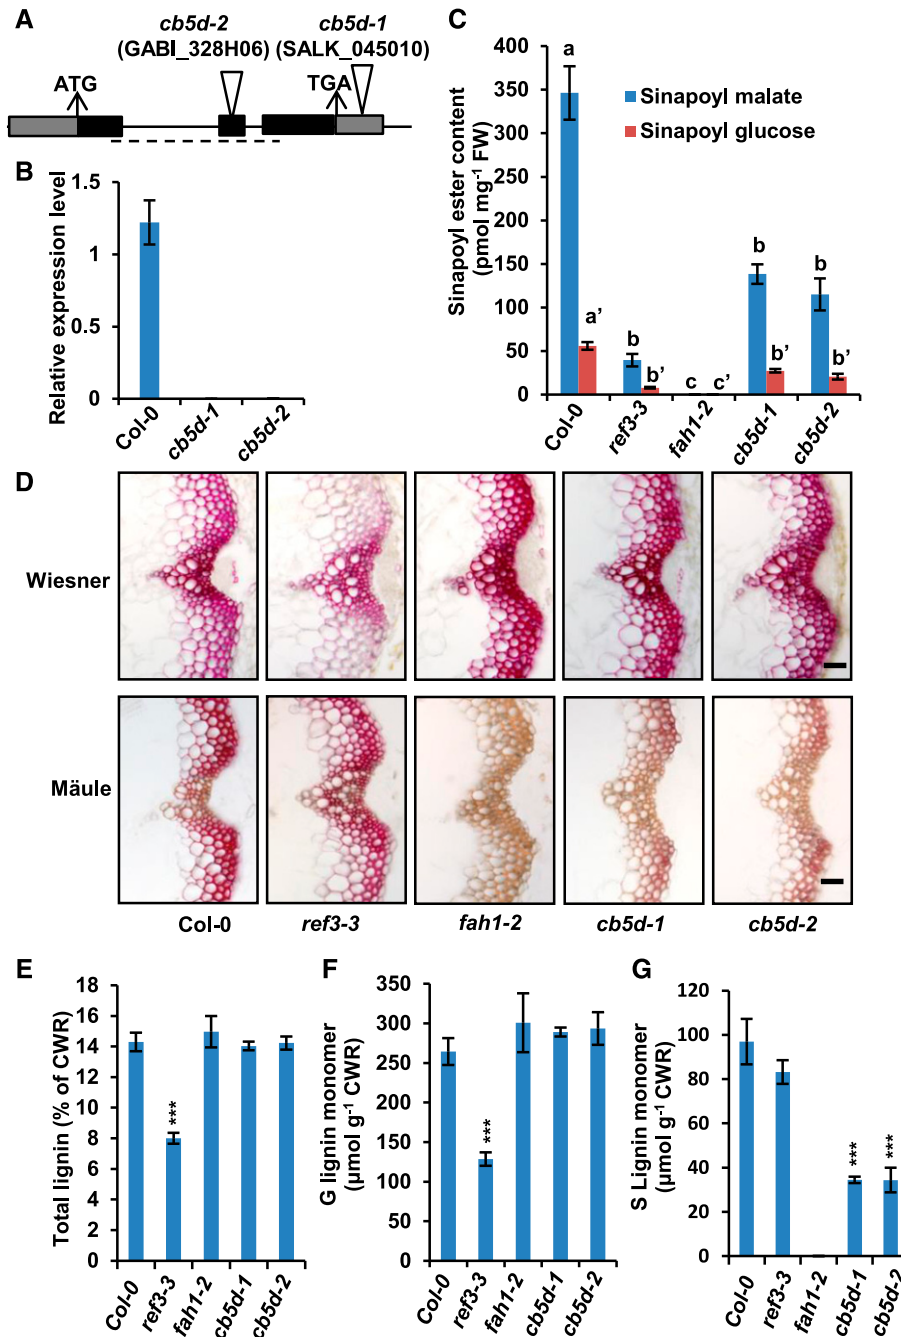 A
cb5d-2 cb5d-1
(GABI_328H06) (SALK_045010)
ATG TGA
B
Relative expression level
1.5
1
0.5
0
Col-0 cb5d-1 cb5d-2
C
Sinapoyl ester content
(pmol mg⁻¹ FW)
400
350
300
250
200
150
100
50
0
a
Sinapoyl malate
Sinapoyl glucose
a’ b b’ c c’ b b’ b b’
Col-0 ref3-3 fah1-2 cb5d-1 cb5d-2
D
Wiesner
Mäule
Col-0 ref3-3 fah1-2 cb5d-1 cb5d-2
E
Total lignin (% of CWR)
18
16
14
12
10
8
6
4
2
0
***
Col-0 ref3-3 fah1-2 cb5d-1 cb5d-2
F
G lignin monomer
(µmol g⁻¹ CWR)
350
300
250
200
150
100
50
0
***
Col-0 ref3-3 fah1-2 cb5d-1 cb5d-2
G
S Lignin monomer
(µmol g⁻¹ CWR)
120
100
80
60
40
20
0
*** ***
Col-0 ref3-3 fah1-2 cb5d-1 cb5d-2